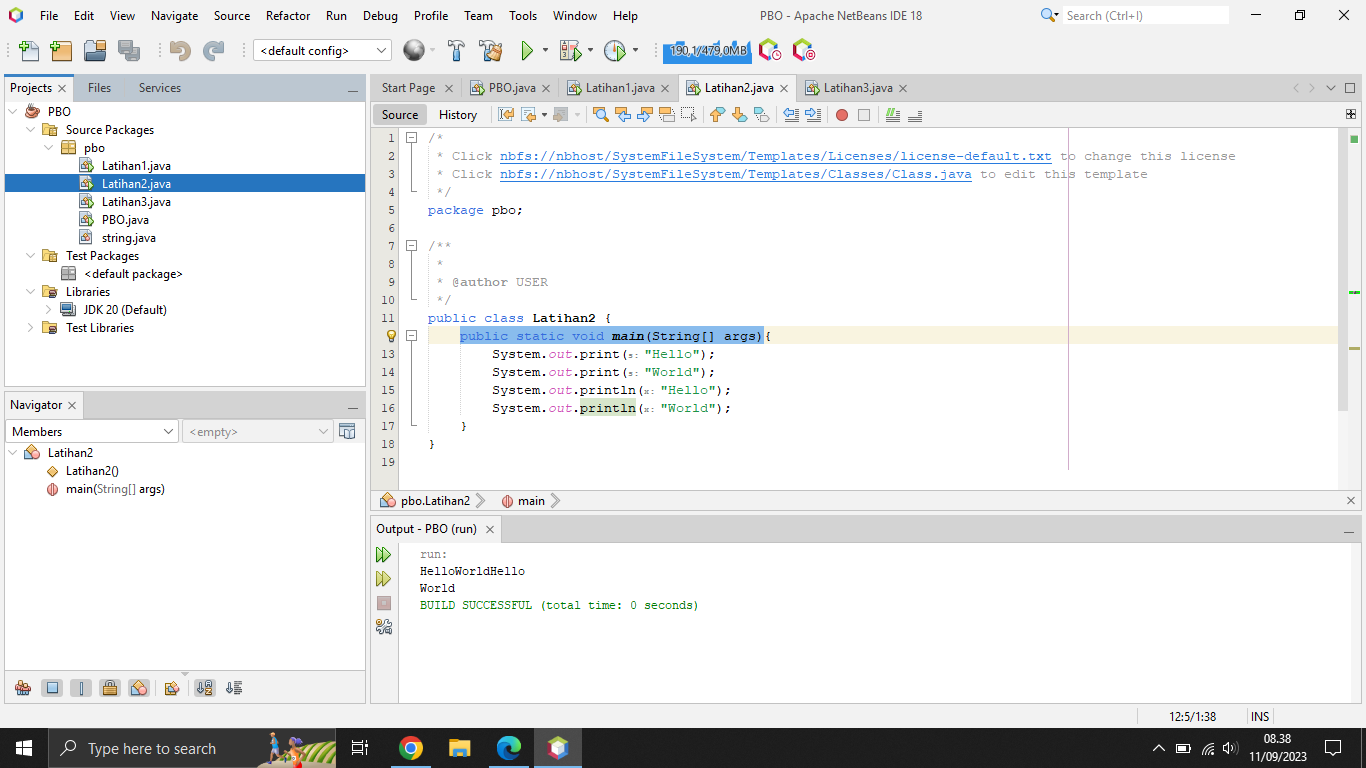 File Edit View Navigate Source Refactor Run Debug Profile Team Tools Window Help PBO - Apache NetBeans IDE 18 Search (Ctrl+I)
<default config> 190,1/479,0MB
Projects Files Services
PBO
Source Packages
pbo
Latihan1.java
Latihan2.java
Latihan3.java
PBO.java
string.java
Test Packages
<default package>
Libraries
JDK 20 (Default)
Test Libraries
Navigator
Members <empty>
Latihan2
Latihan2()
main(String[] args)
Start Page PBO.java Latihan1.java Latihan2.java Latihan3.java
Source History
1 /*
2 * Click nbfs://nbhost/SystemFileSystem/Templates/Licenses/license-default.txt to change this license
3 * Click nbfs://nbhost/SystemFileSystem/Templates/Classes/Class.java to edit this template
4 */
5 package pbo;
6
7 /**
8 *
9 * @author USER
10 */
11 public class Latihan2 {
public static void main(String[] args){
13 System.out.print(s: "Hello");
14 System.out.print(s: "World");
15 System.out.println(x: "Hello");
16 System.out.println(x: "World");
17 }
18 }
19
pbo.Latihan2 main
Output - PBO (run)
run:
HelloWorldHello
World
BUILD SUCCESSFUL (total time: 0 seconds)
12:5/1:38 INS
Type here to search
08.38
11/09/2023